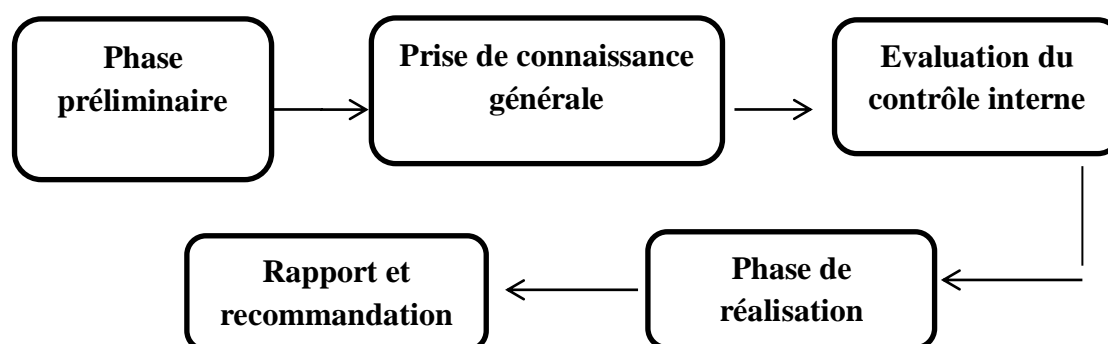 Phase
préliminaire
Prise de connaissance
générale
Evaluation du
contrôle interne
Phase de
réalisation
Rapport et
recommandation